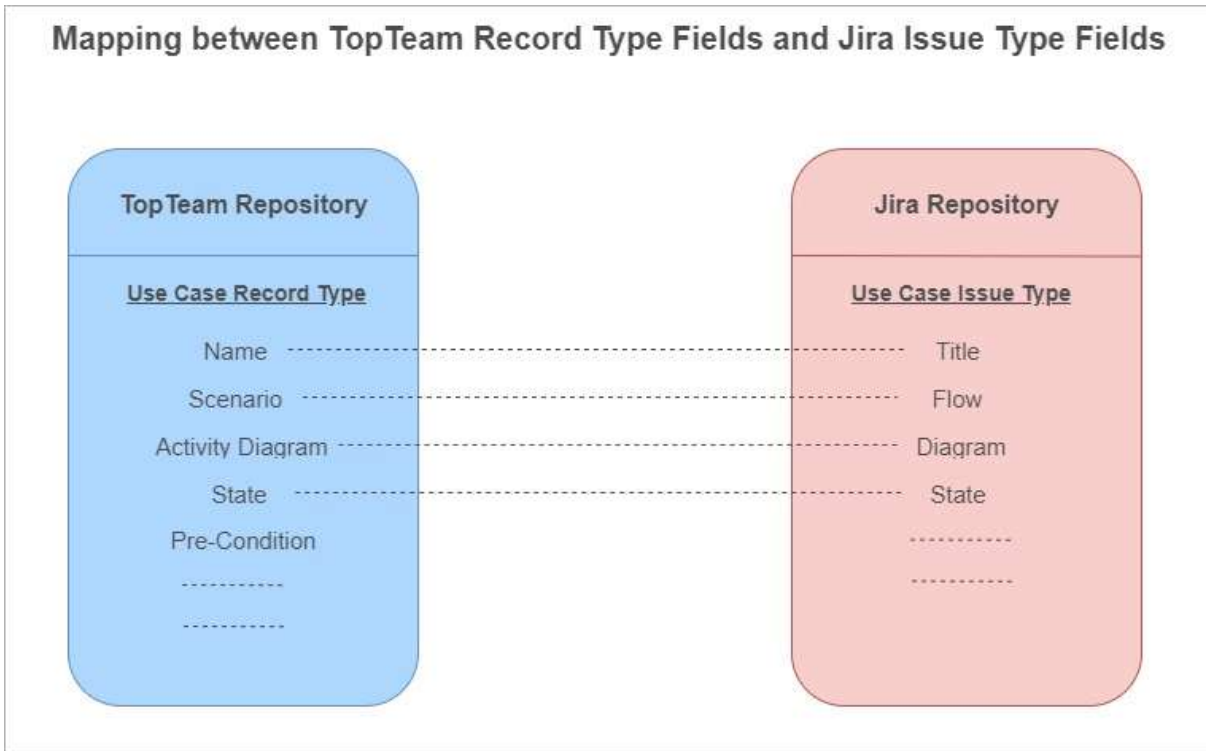 Mapping between TopTeam Record Type Fields and Jira Issue Type Fields
TopTeam Repository
Use Case Record Type
Name
Scenario
Activity Diagram
State
Pre-Condition
Jira Repository
Use Case Issue Type
Title
Flow
Diagram
State